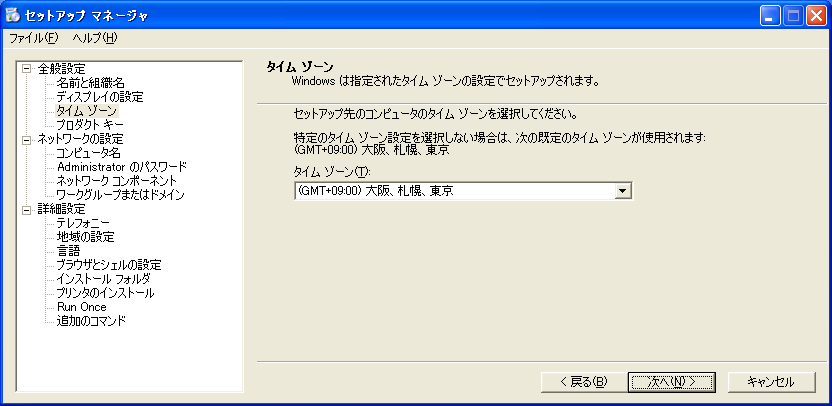 セットアップ マネージャ
ファイル(F) ヘルプ(H)
全般設定
名前と組織名
ディスプレイの設定
タイム ゾーン
プロダクト キー
ネットワークの設定
コンピュータ名
Administrator のパスワード
ネットワーク コンポーネント
ワークグループまたはドメイン
詳細設定
テレフォニー
地域の設定
言語
ブラウザとシェルの設定
インストール フォルダ
プリンタのインストール
Run Once
追加のコマンド
タイム ゾーン
Windows は指定されたタイム ゾーンの設定でセットアップされます。
セットアップ先のコンピュータのタイム ゾーンを選択してください。
特定のタイム ゾーン設定を選択しない場合は、次の既定のタイム ゾーンが使用されます:
(GMT+09:00) 大阪、札幌、東京
タイム ゾーン(T):
(GMT+09:00) 大阪、札幌、東京
< 戻る(B) 次へ(N) > キャンセル